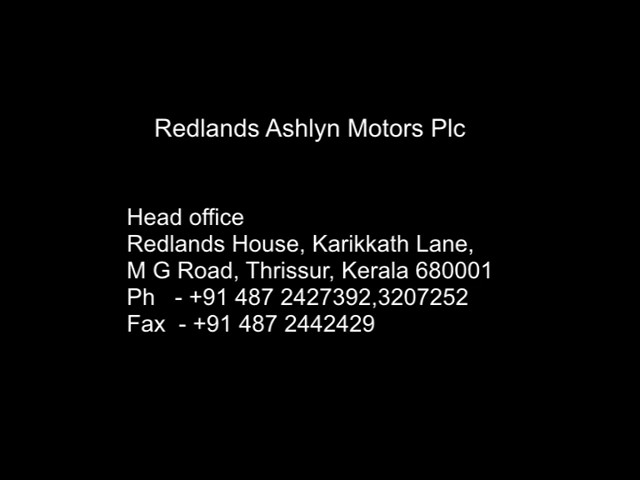 Redlands Ashlyn Motors Plc
Head office
Redlands House, Karikkath Lane,
M G Road, Thrissur, Kerala 680001
Ph - +91 487 2427392,3207252
Fax - +91 487 2442429